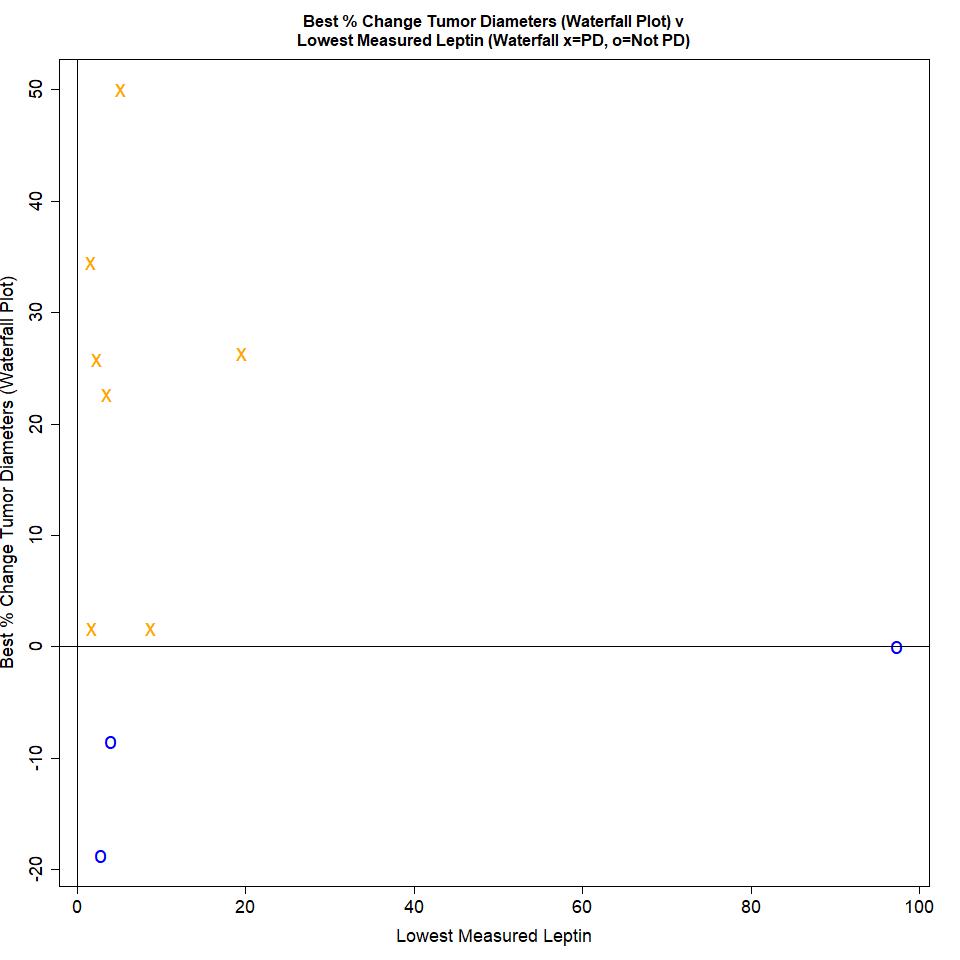 Best % Change Tumor Diameters (Waterfall Plot) v
Lowest Measured Leptin (Waterfall x=PD, o=Not PD)
Best % Change Tumor Diameters (Waterfall Plot)
50
40
30
20
10
0
-10
-20
X
X
X
X
X
X
X
O
O
O
0 20 40 60 80 100
Lowest Measured Leptin